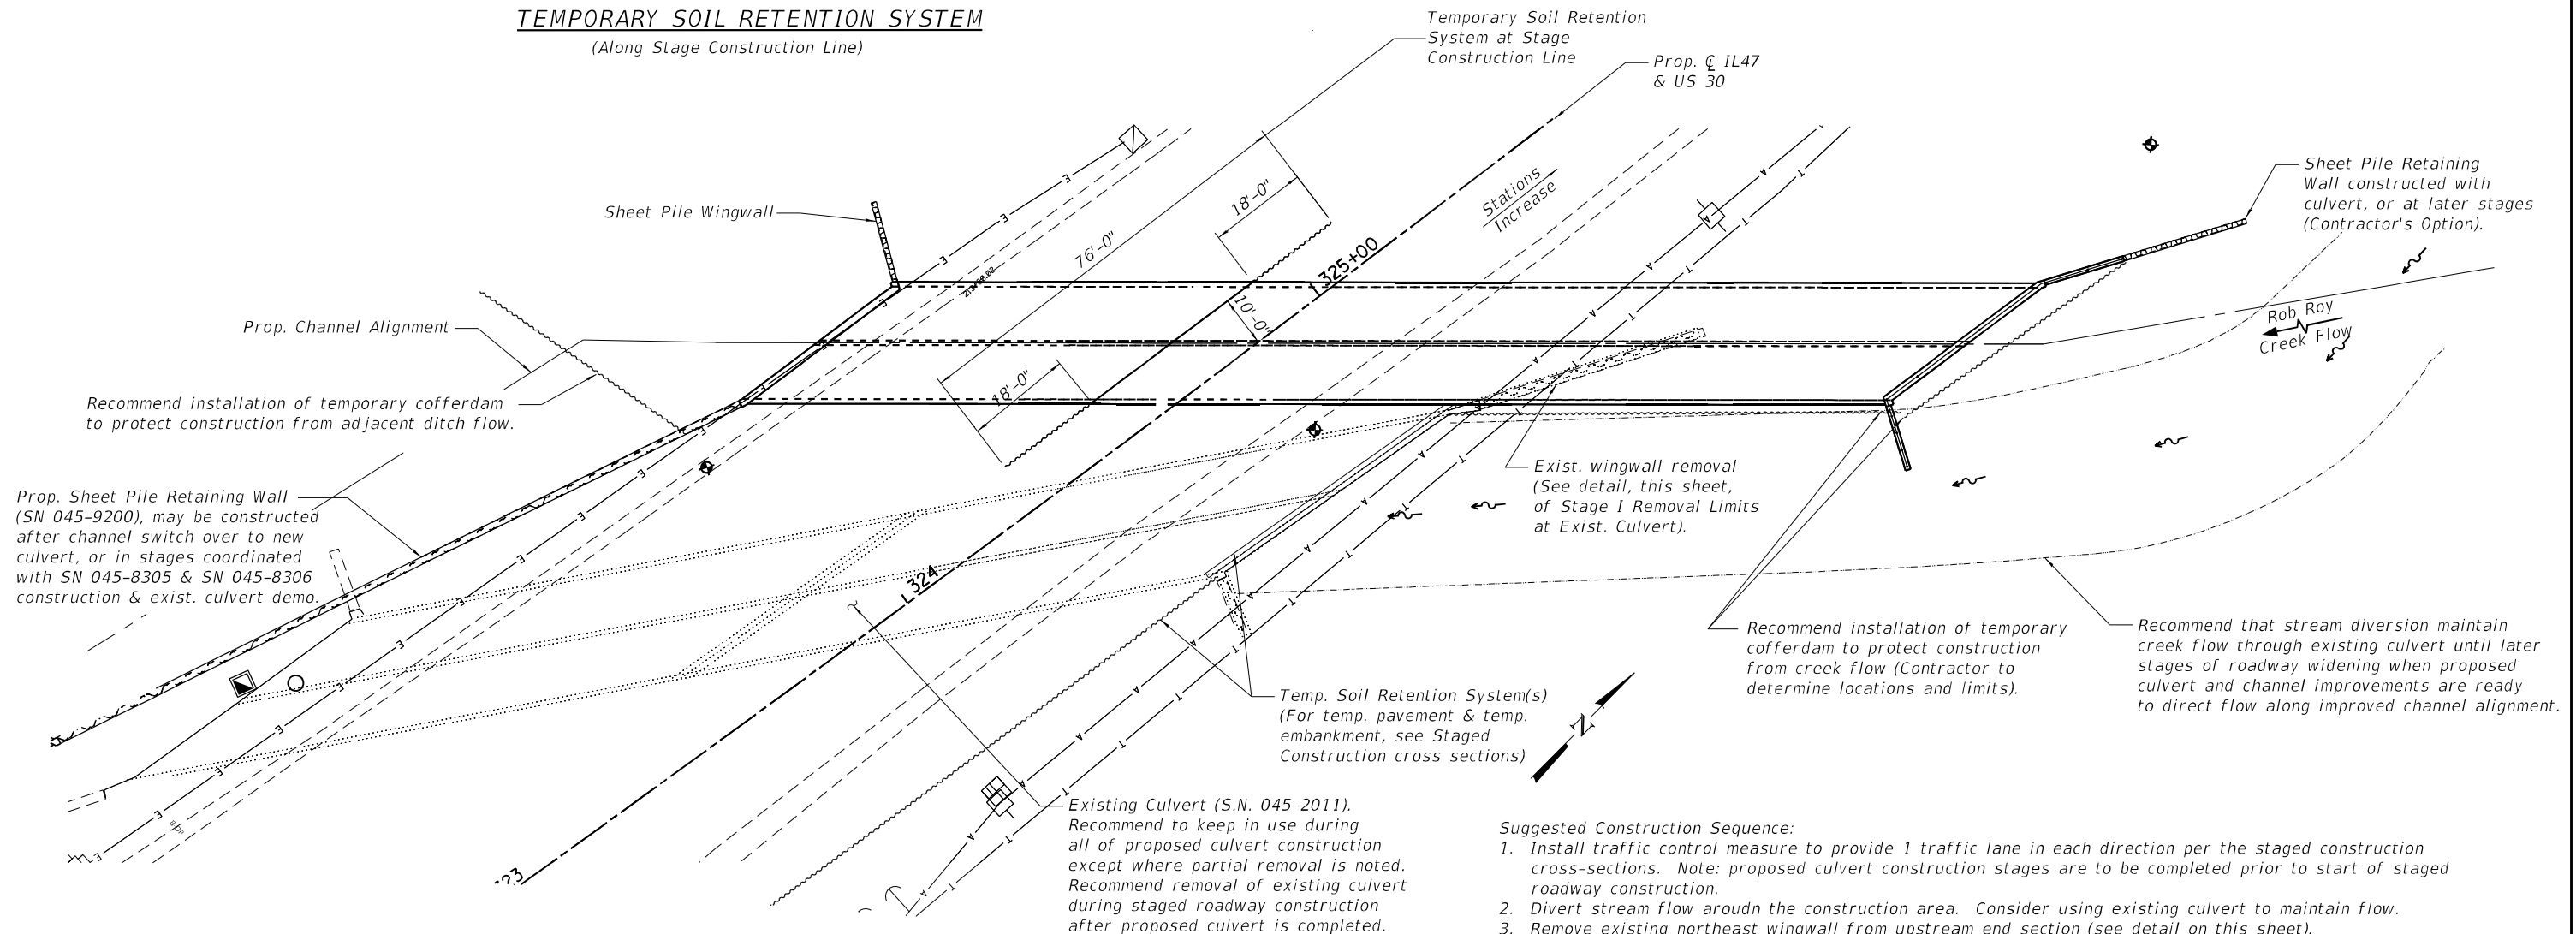 TEMPORARY SOIL RETENTION SYSTEM
(Along Stage Construction Line)
Temporary Soil Retention
System at Stage
Construction Line
Prop. ℄ IL47
& US 30
Sheet Pile Retaining
Wall constructed with
culvert, or at later stages
(Contractor's Option).
Sheet Pile Wingwall
18'-0"
Stations
Increase
76'-0"
325+00
10'-0"
Rob Roy
Creek Flow
Prop. Channel Alignment
18'-0"
Recommend installation of temporary cofferdam
to protect construction from adjacent ditch flow.
Prop. Sheet Pile Retaining Wall
(SN 045-9200), may be constructed
after channel switch over to new
culvert, or in stages coordinated
with SN 045-8305 & SN 045-8306
construction & exist. culvert demo.
Exist. wingwall removal
(See detail, this sheet,
of Stage I Removal Limits
at Exist. Culvert).
324
Recommend installation of temporary
cofferdam to protect construction
from creek flow (Contractor to
determine locations and limits).
Recommend that stream diversion maintain
creek flow through existing culvert until later
stages of roadway widening when proposed
culvert and channel improvements are ready
to direct flow along improved channel alignment.
Temp. Soil Retention System(s)
(For temp. pavement & temp.
embankment, see Staged
Construction cross sections)
N
Existing Culvert (S.N. 045-2011).
Recommend to keep in use during
all of proposed culvert construction
except where partial removal is noted.
Recommend removal of existing culvert
during staged roadway construction
after proposed culvert is completed.
Suggested Construction Sequence:
1. Install traffic control measure to provide 1 traffic lane in each direction per the staged construction
cross-sections. Note: proposed culvert construction stages are to be completed prior to start of staged
roadway construction.
2. Divert stream flow aroudn the construction area. Consider using existing culvert to maintain flow.
3. Remove existing northeast wingwall from upstream end section (see detail on this sheet).